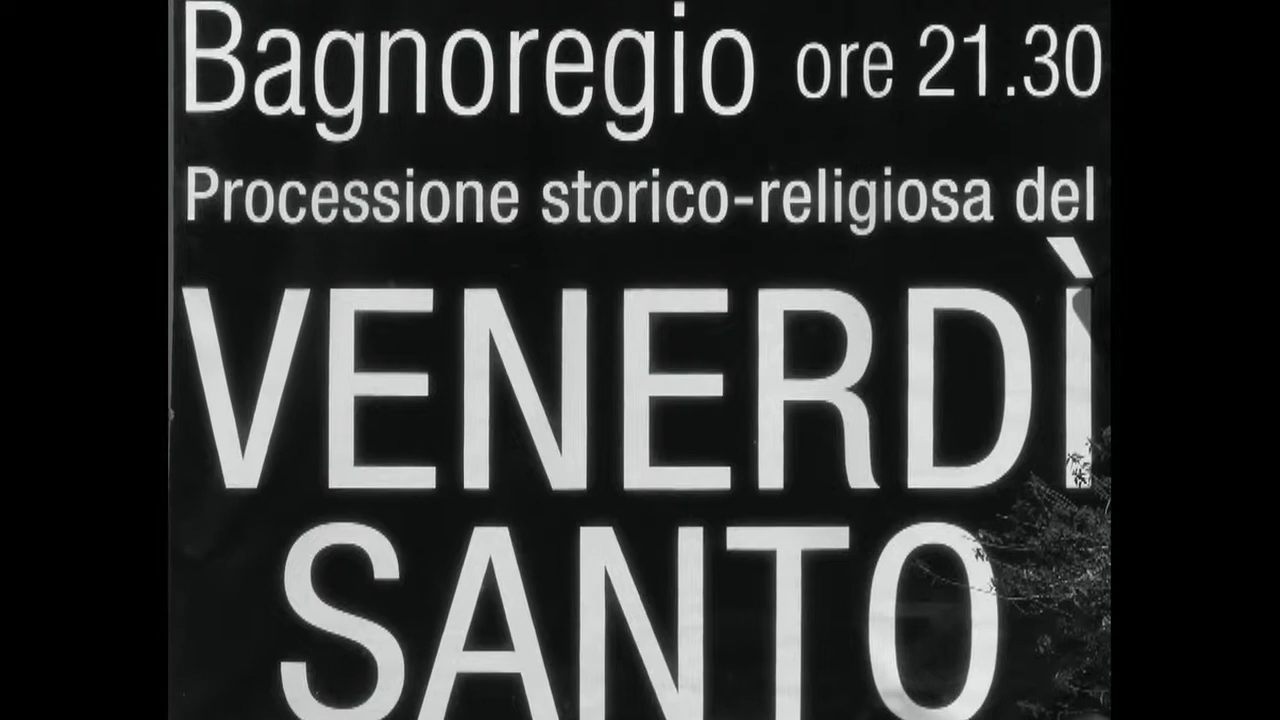 Bagnoregio ore 21.30
Processione storico-religiosa del
VENERDÌ
SANTO